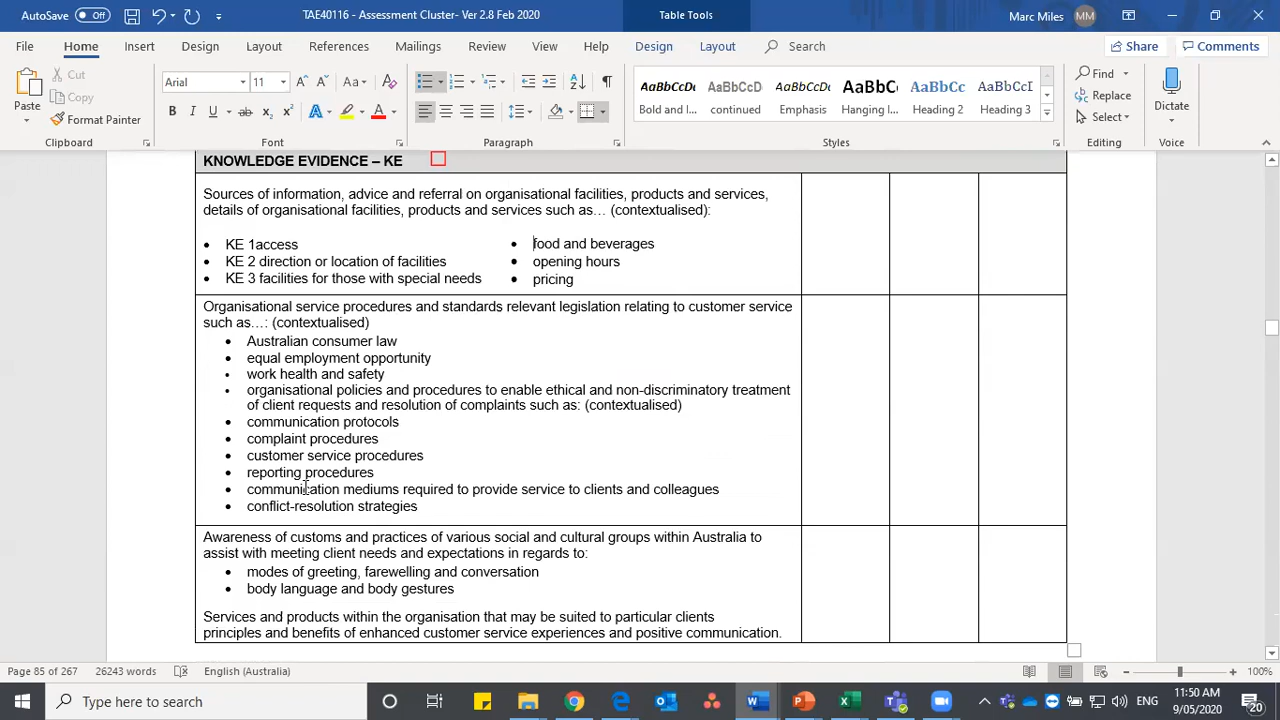 AutoSave Off TAE40116 - Assessment Cluster- Ver 2.8 Feb 2020 Table Tools Marc Miles MM
File Home Insert Draw Design Layout References Mailings Review View Help Design Layout Search Share Comments
Paste Cut Copy Format Painter Arial 11 Find Replace Select Dictate
Bold and I... continued Emphasis Hanging I... Heading 2 Heading 3
Clipboard Font Paragraph Styles Editing Voice
KNOWLEDGE EVIDENCE – KE
Sources of information, advice and referral on organisational facilities, products and services,
details of organisational facilities, products and services such as… (contextualised):
• KE 1access
• KE 2 direction or location of facilities
• KE 3 facilities for those with special needs
• food and beverages
• opening hours
• pricing
Organisational service procedures and standards relevant legislation relating to customer service
such as…: (contextualised)
• Australian consumer law
• equal employment opportunity
• work health and safety
• organisational policies and procedures to enable ethical and non-discriminatory treatment
of client requests and resolution of complaints such as: (contextualised)
• communication protocols
• complaint procedures
• customer service procedures
• reporting procedures
• communication mediums required to provide service to clients and colleagues
• conflict-resolution strategies
Awareness of customs and practices of various social and cultural groups within Australia to
assist with meeting client needs and expectations in regards to:
• modes of greeting, farewelling and conversation
• body language and body gestures
Services and products within the organisation that may be suited to particular clients
principles and benefits of enhanced customer service experiences and positive communication.
Page 85 of 267 26243 words English (Australia) 100%
Type here to search ENG 11:50 AM
9/05/2020 20